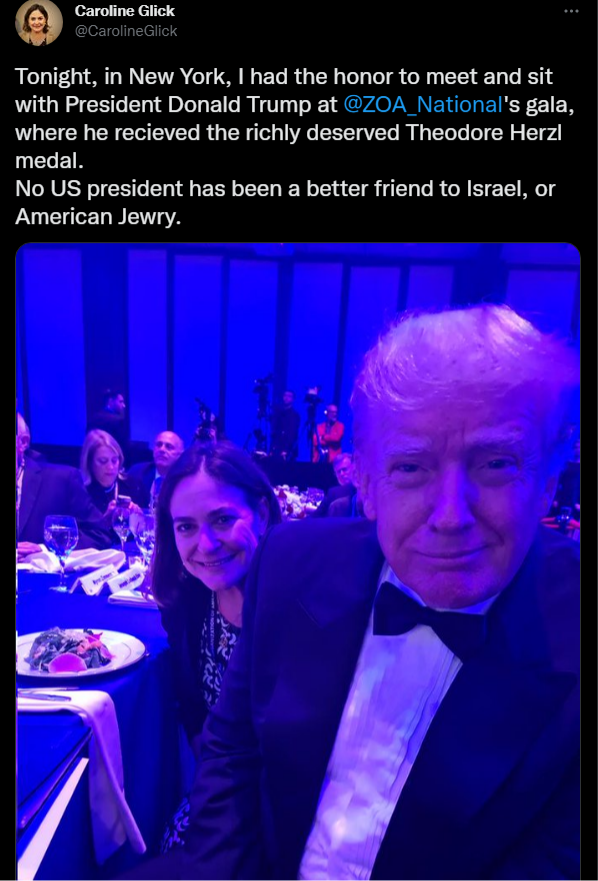 Caroline Glick
@CarolineGlick
Tonight, in New York, I had the honor to meet and sit
with President Donald Trump at @ZOA_National's gala,
where he recieved the richly deserved Theodore Herzl
medal.
No US president has been a better friend to Israel, or
American Jewry.